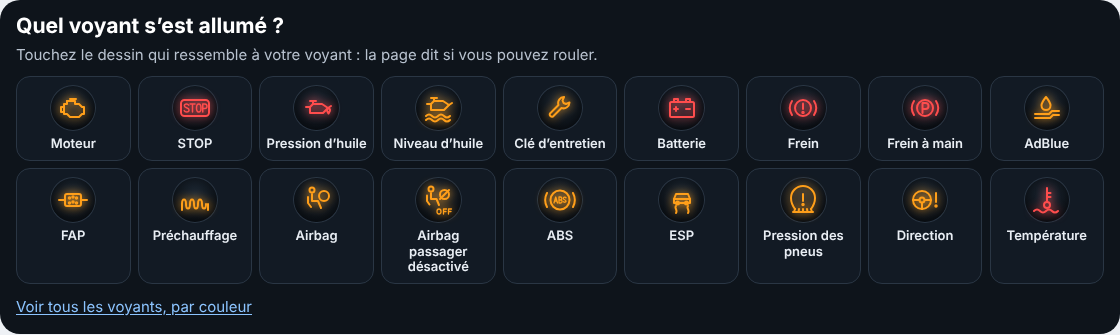 Quel voyant s’est allumé ?
Touchez le dessin qui ressemble à votre voyant : la page dit si vous pouvez rouler.
STOP
Moteur
STOP
Pression d’huile
Niveau d’huile
Clé d’entretien
Batterie
Frein
P
Frein à main
AdBlue
FAP
Préchauffage
Airbag
OFF
Airbag
passager
désactivé
ABS
ABS
ESP
Pression des
pneus
Direction
Température
Voir tous les voyants, par couleur